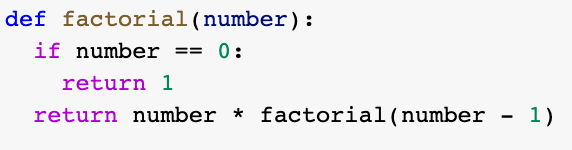 def factorial(number):
  if number == 0:
    return 1
  return number * factorial(number - 1)